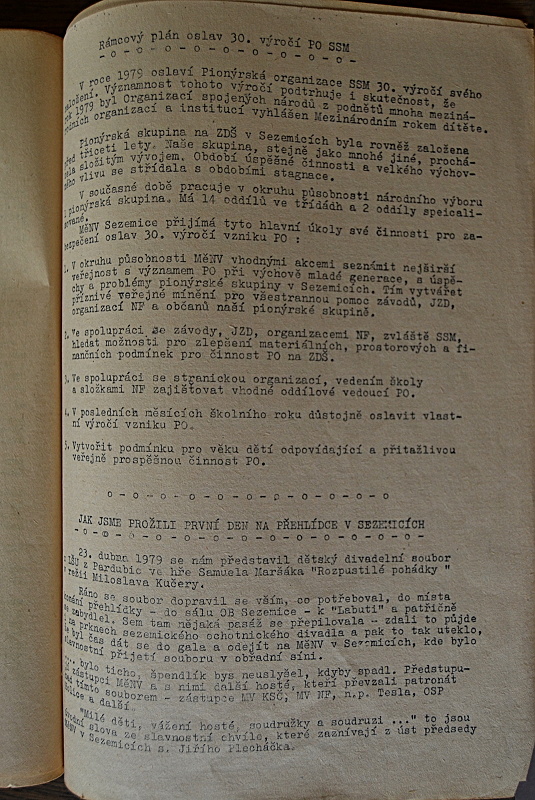 Rámcový plán oslav 30. výročí PO SSM
- o - o - o - o - o - o - o - o - o -
V roce 1979 oslaví Pionýrská organizace SSM 30. výročí svého
založení. Významnost tohoto výročí podtrhuje i skutečnost, že
rok 1979 byl Organizací spojených národů z podnětů mnoha meziná-
rodních organizací a institucí vyhlášen Mezinárodním rokem dítěte.
Pionýrská skupina na ZDŠ v Sezemicích byla rovněž založena
před třiceti lety. Naše skupina, stejně jako mnohé jiné, prochá-
zela složitým vývojem. Období úspěšné činnosti a velkého výchov-
ného vlivu se střídala s obdobími stagnace.
V současné době pracuje v okruhu působnosti národního výboru
1 pionýrská skupina. Má 14 oddílů ve třídách a 2 oddíly speicali-
zované.
MěNV Sezemice přijímá tyto hlavní úkoly své činnosti pro za-
bezpečení oslav 30. výročí vzniku PO :
1. V okruhu působnosti MěNV vhodnými akcemi seznámit nejširší
veřejnost s významem PO při výchově mladé generace, s úspě-
chy a problémy pionýrské skupiny v Sezemicích. Tím vytvářet
příznivé veřejné mínění pro všestrannou pomoc závodů, JZD,
organizací NF a občanů naší pionýrské skupině.
2. Ve spolupráci se závody, JZD, organizacemi NF, zvláště SSM,
hledat možnosti pro zlepšení materiálních, prostorových a fi-
nančních podmínek pro činnost PO na ZDŠ.
3. Ve spolupráci se stranickou organizací, vedením školy
a složkami NF zajišťovat vhodné oddílové vedoucí PO.
4. V posledních měsících školního roku důstojně oslavit vlast-
ní výročí vzniku PO.
5. Vytvořit podmínku pro věku dětí odpovídající a přitažlivou
veřejně prospěšnou činnost PO.
o - o - o - o - o - o - o - o - o - o - o
JAK JSME PROŽILI PRVNÍ DEN NA PŘEHLÍDCE V SEZEMICÍCH
- o - o - o - o - o - o - o - o - o - o - o - o - o -
23. dubna 1979 se nám představil dětský divadelní soubor
z LŠU z Pardubic ve hře Samuela Maršáka "Rozpustilé pohádky "
v režii Miloslava Kučery.
Ráno se soubor dopravil se vším, co potřeboval, do místa
konání přehlídky - do sálu OB Sezemice - k "Labuti" a patřičně
se zabydlel. Sem tam nějaká pasáž se přepilovala - zdali to půjde
na prknech sezemického ochotnického divadla a pak to tak uteklo,
že byl čas dát se do gala a odejít na MěNV v Sezemicích, kde bylo
slavnostní přijetí souboru v obřadní síni.
bylo ticho, špendlík bys neuslyšel, kdyby spadl. Předstupu-
zástupci MěNV a s nimi další hosté, kteří převzali patronát
nad tímto souborem - zástupce MV KSČ, MV NF, n.p. Tesla, OSP
a další.
"Milé děti, vážení hosté, soudružky a soudruzi ..." to jsou
úvodní slova ze slavnostní chvíle, které zaznívají z úst předsedy
MěNV v Sezemicích s. Jiřího Plecháčka.